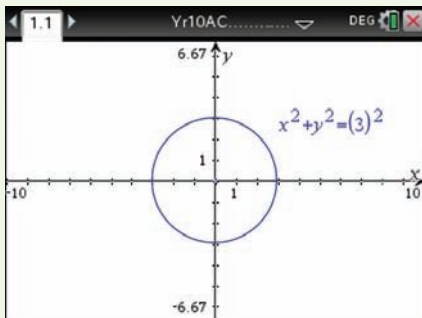 1.1 Yr10AC............ DEG
6.67 y
x²+y²=(3)²
1
x
-10 1 10
-6.67